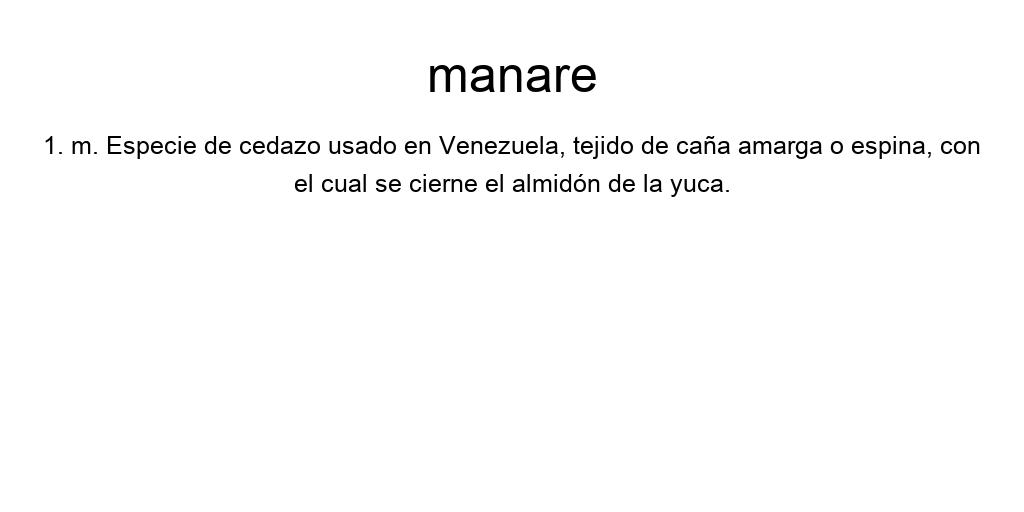 manare
1. m. Especie de cedazo usado en Venezuela, tejido de caña amarga o espina, con
el cual se cierne el almidón de la yuca.